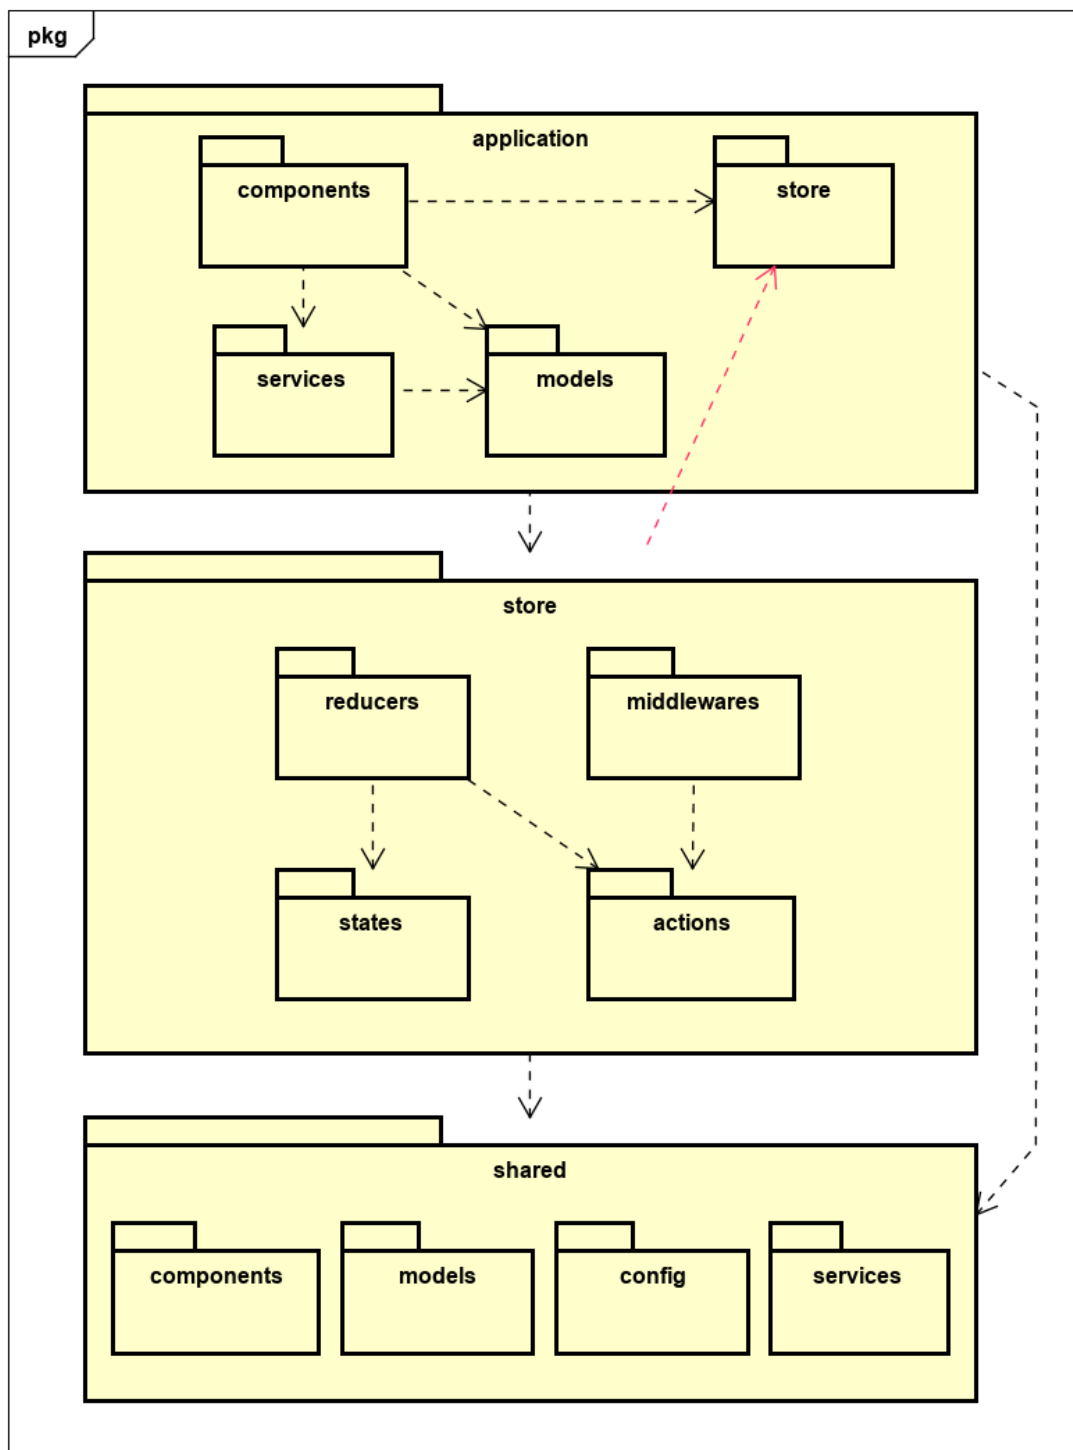 pkg
application
components
store
services
models
store
reducers
middlewares
states
actions
shared
components
models
config
services